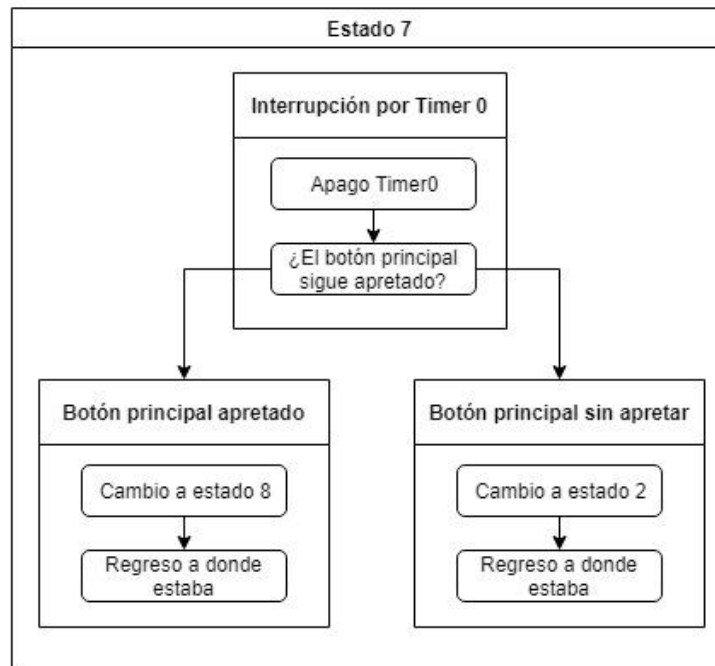 Estado 7
Interrupción por Timer 0
Apago Timer0
¿El botón principal
sigue apretado?
Botón principal apretado
Cambio a estado 8
Regreso a donde
estaba
Botón principal sin apretar
Cambio a estado 2
Regreso a donde
estaba